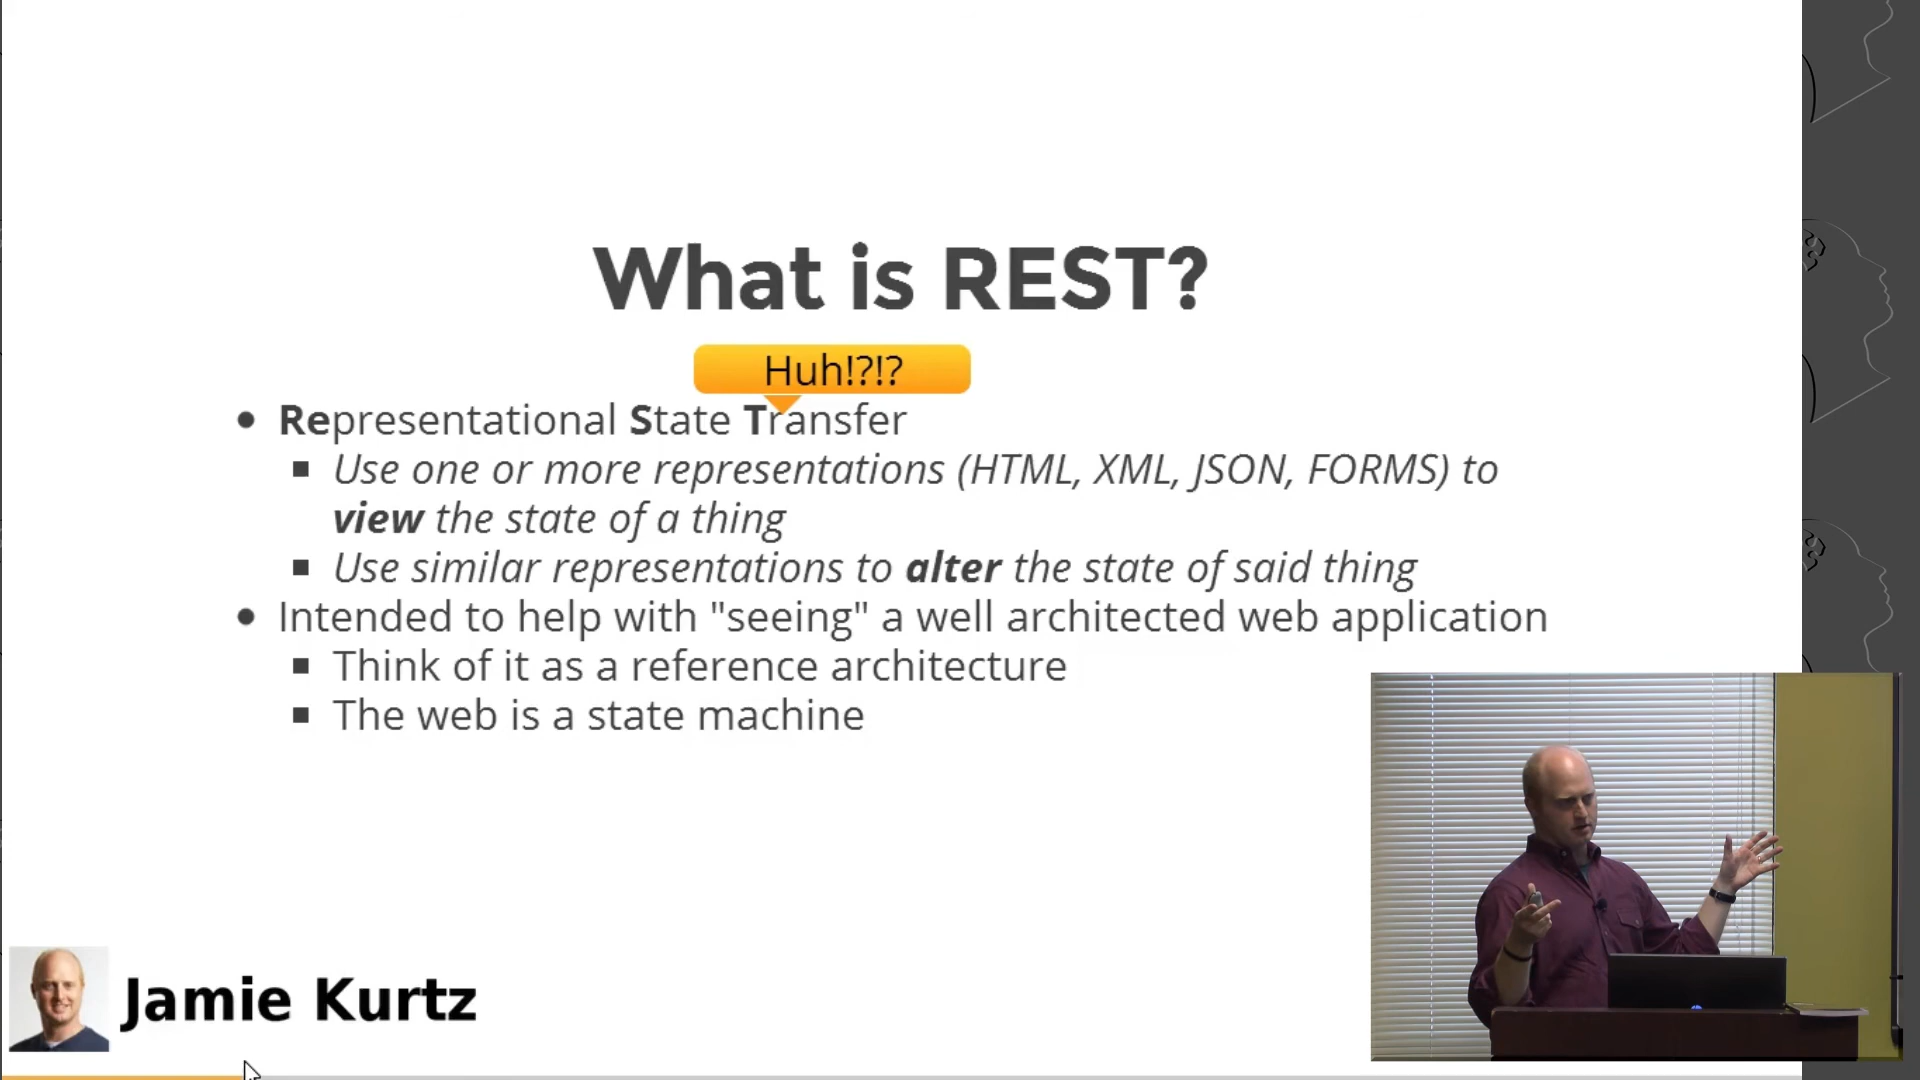 What is REST?
Huh!?!?
• Representational State Transfer
▪ Use one or more representations (HTML, XML, JSON, FORMS) to
view the state of a thing
▪ Use similar representations to alter the state of said thing
• Intended to help with "seeing" a well architected web application
▪ Think of it as a reference architecture
▪ The web is a state machine
Jamie Kurtz